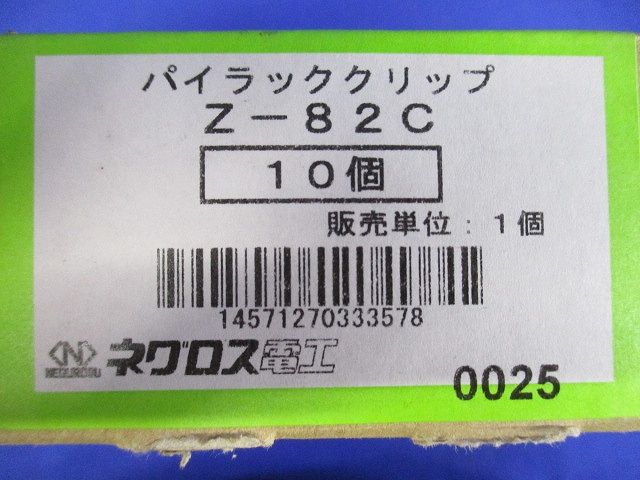 パイラッククリップ
Z-82C
10個
販売単位:1個
14571270333578
NEGUROSU
ネグロス電工
0025